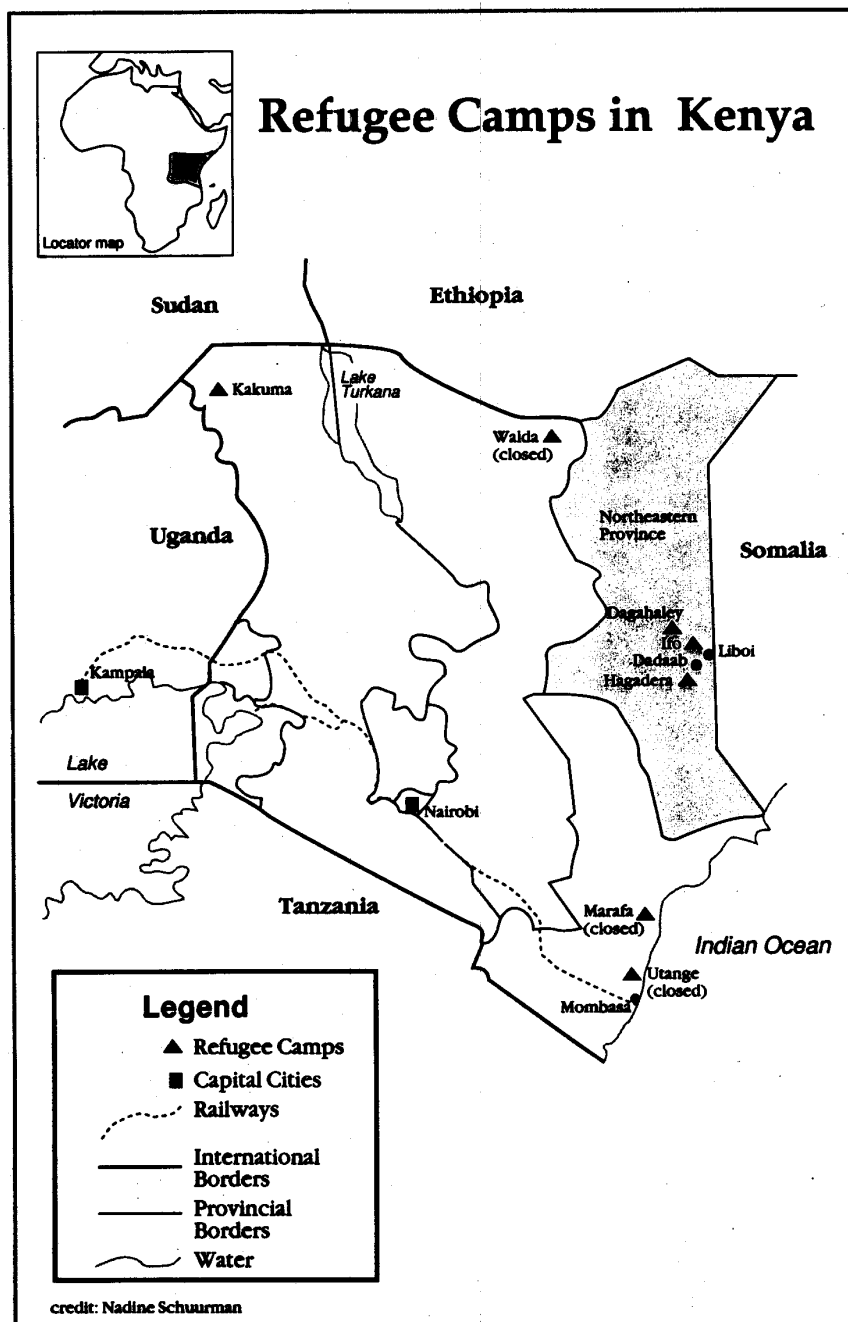 Refugee Camps in Kenya
Locator map
Sudan
Ethiopia
Kakuma
Lake
Turkana
Walda
(closed)
Uganda
Northeastern
Province
Somalia
Dagahaley
Ifo
Liboi
Dadaab
Hagadera
Kampala
Lake
Victoria
Nairobi
Tanzania
Marafa
(closed)
Indian Ocean
Utange
(closed)
Mombasa
Legend
Refugee Camps
Capital Cities
Railways
International
Borders
Provincial
Borders
Water
credit: Nadine Schuurman